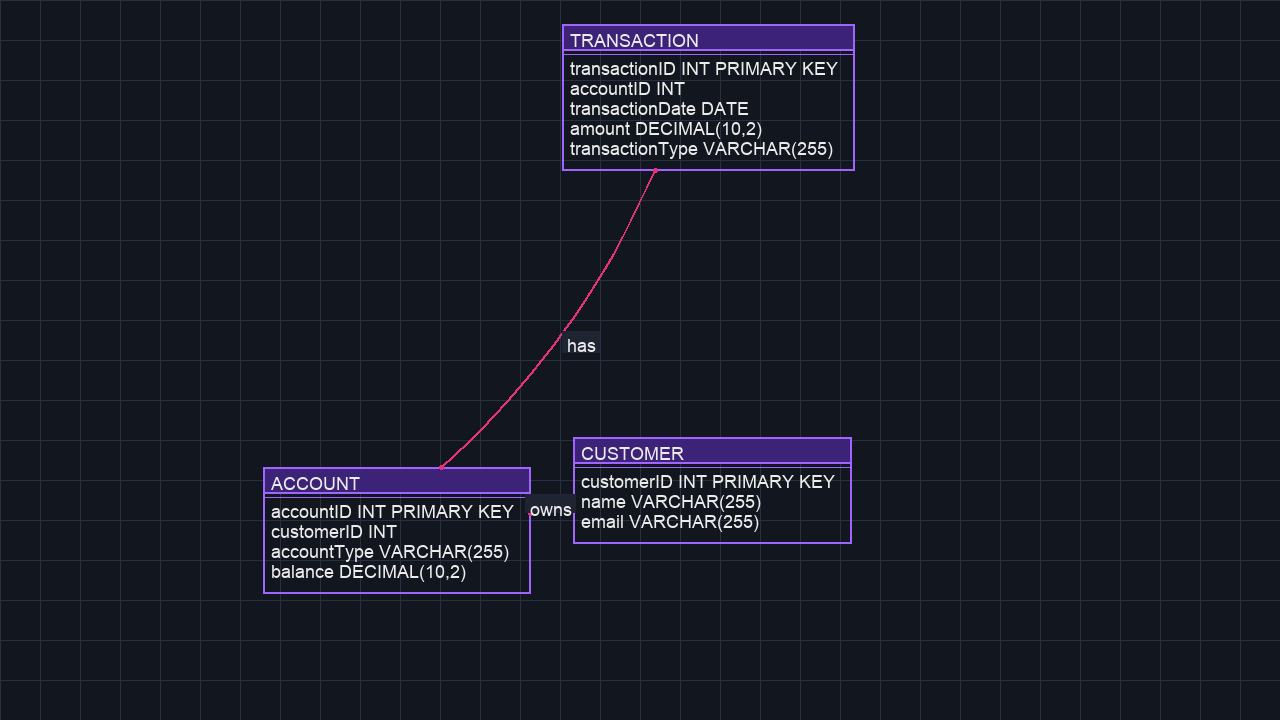 TRANSACTION
transactionID INT PRIMARY KEY
accountID INT
transactionDate DATE
amount DECIMAL(10,2)
transactionType VARCHAR(255)
has
CUSTOMER
customerID INT PRIMARY KEY
name VARCHAR(255)
email VARCHAR(255)
owns
ACCOUNT
accountID INT PRIMARY KEY
customerID INT
accountType VARCHAR(255)
balance DECIMAL(10,2)